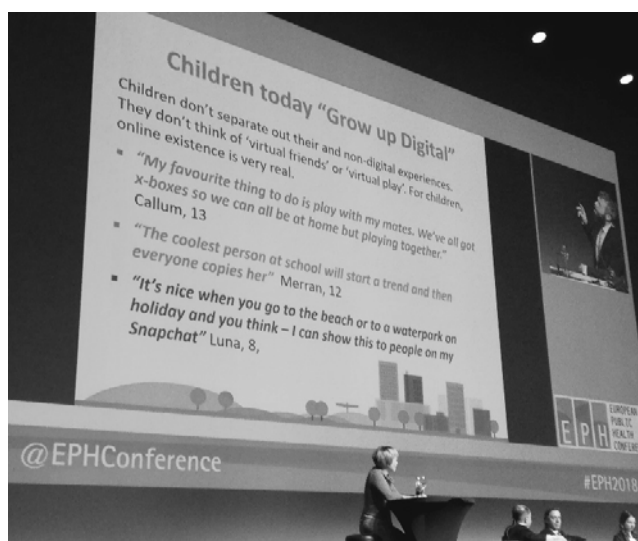 Children today "Grow up Digital"
Children don't separate out their and non-digital experiences.
They don't think of 'virtual friends' or 'virtual play'. For children,
online existence is very real.
▪ "My favourite thing to do is play with my mates. We've all got
x-boxes so we can all be at home but playing together."
Callum, 13
▪ "The coolest person at school will start a trend and then
everyone copies her" Merran, 12
▪ "It's nice when you go to the beach or to a waterpark on
holiday and you think – I can show this to people on my
Snapchat" Luna, 8,
EPH
EUROPEAN
PUBLIC
HEALTH
CONFERE
@EPHConference
#EPH2018